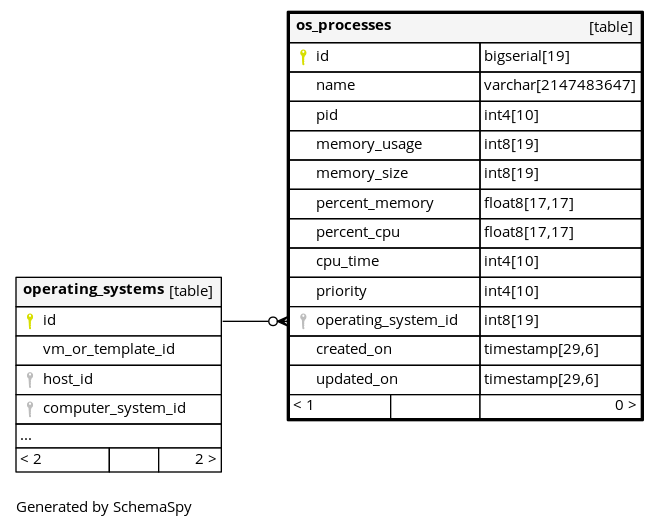 os_processes [table]
id bigserial[19]
name varchar[2147483647]
pid int4[10]
memory_usage int8[19]
memory_size int8[19]
percent_memory float8[17,17]
percent_cpu float8[17,17]
cpu_time int4[10]
priority int4[10]
operating_system_id int8[19]
created_on timestamp[29,6]
updated_on timestamp[29,6]
< 1 0 >
operating_systems [table]
id
vm_or_template_id
host_id
computer_system_id
...
< 2 2 >
Generated by SchemaSpy